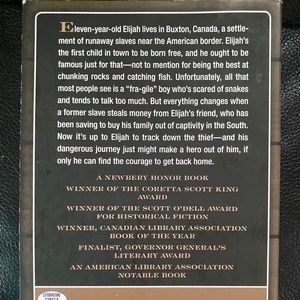 Eleven-year-old Elijah lives in Buxton, Canada, a settle-
ment of runaway slaves near the American border. Elijah's
the first child in town to be born free, and he ought to be
famous just for that—not to mention for being the best at
chunking rocks and catching fish. Unfortunately, all that
most people see is a "fra-gile" boy who's scared of snakes
and tends to talk too much. But everything changes when
a former slave steals money from Elijah's friend, who has
been saving to buy his family out of captivity in the South.
Now it's up to Elijah to track down the thief—and his
dangerous journey just might make a hero out of him, if
only he can find the courage to get back home.
A NEWBERY HONOR BOOK
WINNER OF THE CORETTA SCOTT KING
AWARD
WINNER OF THE SCOTT O'DELL AWARD
FOR HISTORICAL FICTION
WINNER, CANADIAN LIBRARY ASSOCIATION
BOOK OF THE YEAR
FINALIST, GOVERNOR GENERAL'S
LITERARY AWARD
AN AMERICAN LIBRARY ASSOCIATION
NOTABLE BOOK
LITERATURE
CIRCLE